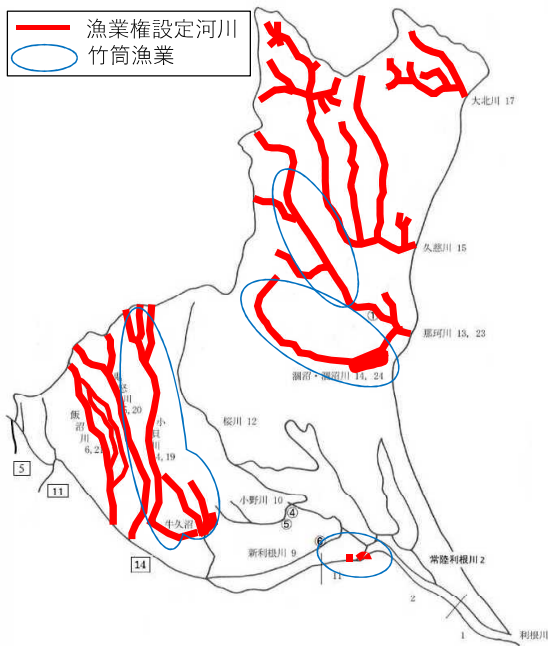 漁業権設定河川
竹筒漁業
大北川 17
久慈川 15
①
那珂川 13, 23
涸沼・涸沼川 14, 24
桜川 12
飯沼川
6,21
5,20
小貝川
4,19
5
11
小野川 10
④
⑤
牛久沼
⑥
新利根川 9
14
11
常陸利根川 2
2
1
利根川